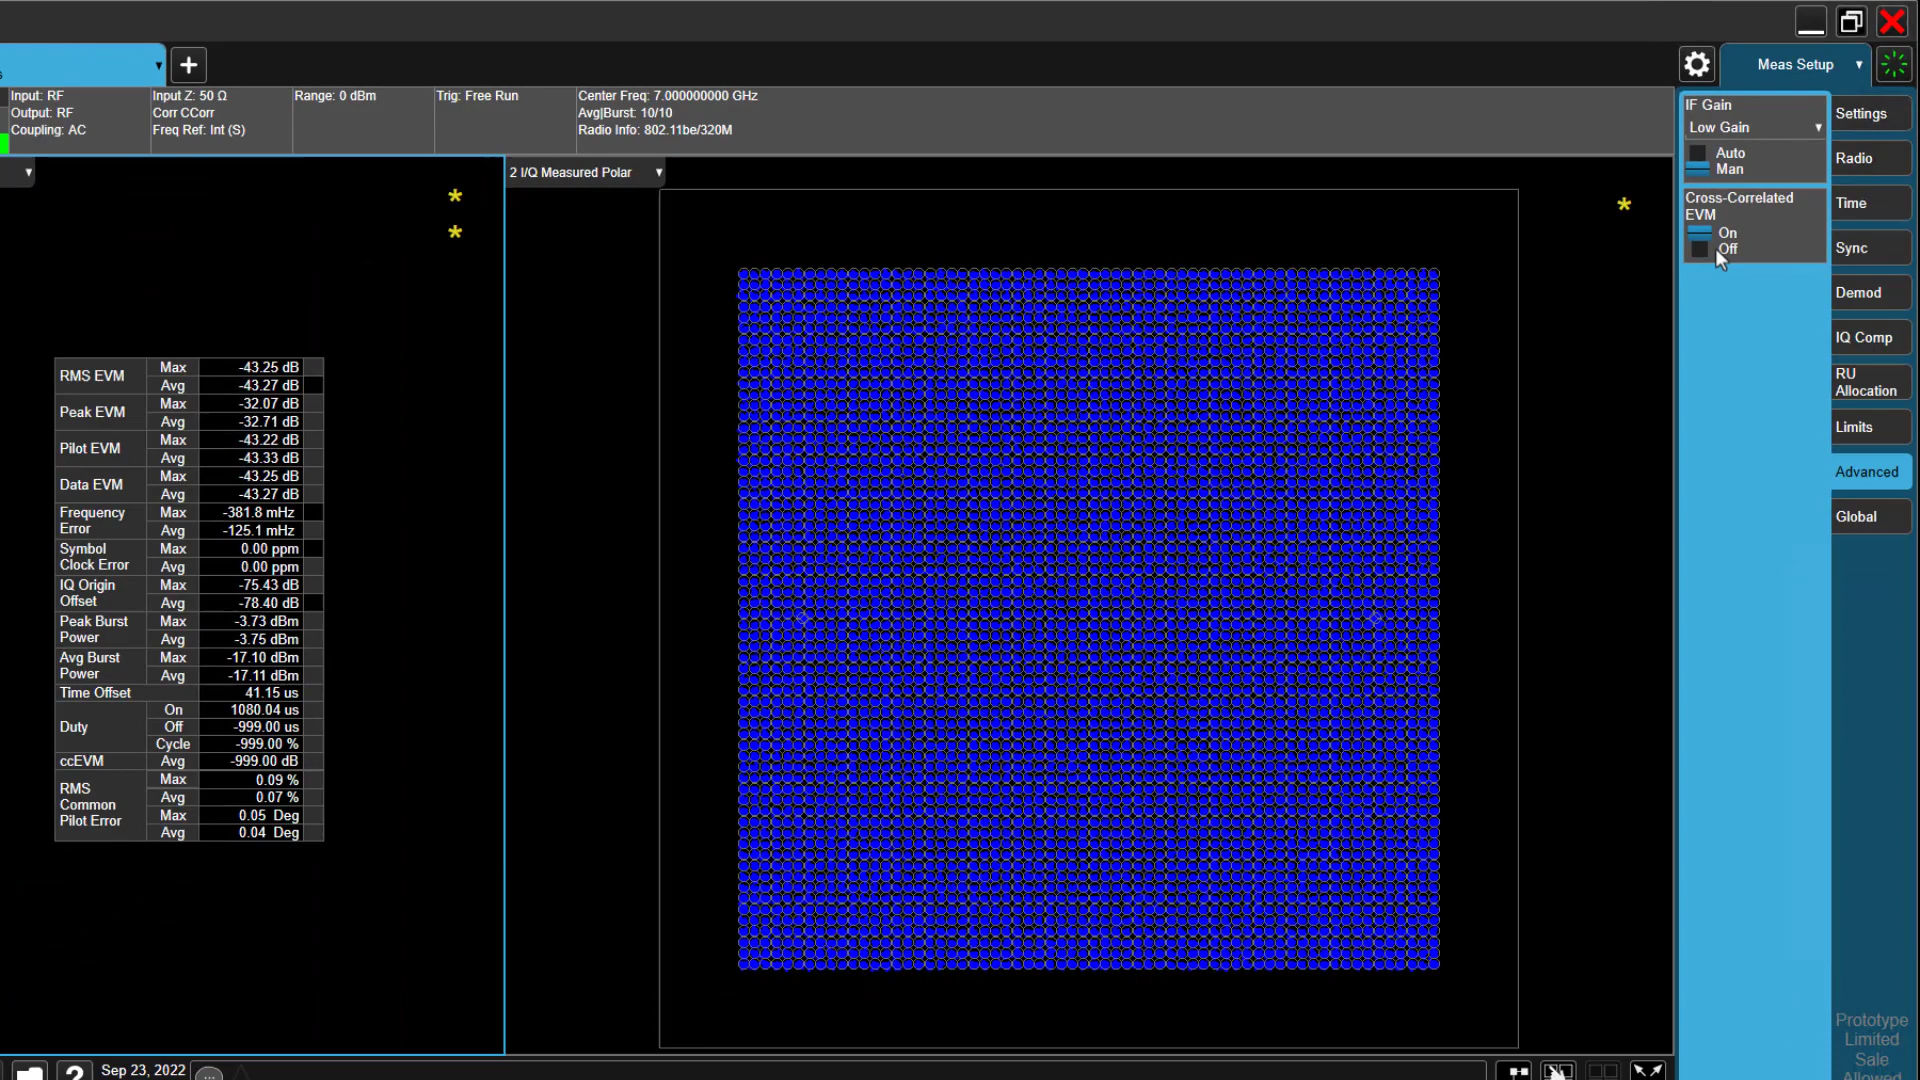 Meas Setup
Input: RF
Output: RF
Coupling: AC
Input Z: 50 Ω
Corr CCorr
Freq Ref: Int (S)
Range: 0 dBm
Trig: Free Run
Center Freq: 7.000000000 GHz
Avg|Burst: 10/10
Radio Info: 802.11be/320M
2 I/Q Measured Polar
*
*
*
RMS EVM Max -43.25 dB
Avg -43.27 dB
Peak EVM Max -32.07 dB
Avg -32.71 dB
Pilot EVM Max -43.22 dB
Avg -43.33 dB
Data EVM Max -43.25 dB
Avg -43.27 dB
Frequency Error Max -381.8 mHz
Avg -125.1 mHz
Symbol Clock Error Max 0.00 ppm
Avg 0.00 ppm
IQ Origin Offset Max -75.43 dB
Avg -78.40 dB
Peak Burst Power Max -3.73 dBm
Avg -3.75 dBm
Avg Burst Power Max -17.10 dBm
Avg -17.11 dBm
Time Offset 41.15 us
Duty On 1080.04 us
Off -999.00 us
Cycle -999.00 %
ccEVM Avg -999.00 dB
RMS Common Pilot Error Max 0.09 %
Avg 0.07 %
Max 0.05 Deg
Avg 0.04 Deg
IF Gain
Low Gain
Auto
Man
Cross-Correlated
EVM
On
Off
Settings
Radio
Time
Sync
Demod
IQ Comp
RU
Allocation
Limits
Advanced
Global
Prototype
Limited
Sale
Allowed
? Sep 23, 2022 ...